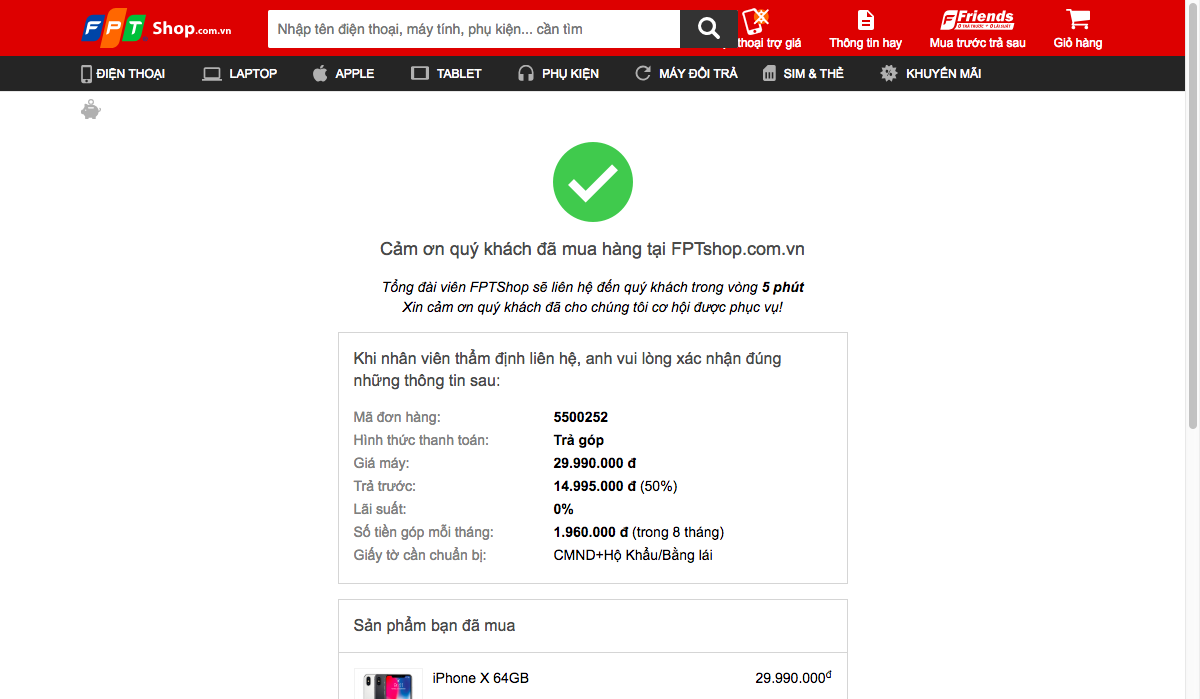 FPT Shop.com.vn
Nhập tên điện thoại, máy tính, phụ kiện... cần tìm
thoại trợ giá
Thông tin hay
F Friends
Mua trước trả sau
Giỏ hàng
ĐIỆN THOẠI
LAPTOP
APPLE
TABLET
PHỤ KIỆN
MÁY ĐỔI TRẢ
SIM & THẺ
KHUYẾN MÃI
Cảm ơn quý khách đã mua hàng tại FPTshop.com.vn
Tổng đài viên FPTShop sẽ liên hệ đến quý khách trong vòng 5 phút
Xin cảm ơn quý khách đã cho chúng tôi cơ hội được phục vụ!
Khi nhân viên thẩm định liên hệ, anh vui lòng xác nhận đúng
những thông tin sau:
Mã đơn hàng: 5500252
Hình thức thanh toán: Trả góp
Giá máy: 29.990.000 đ
Trả trước: 14.995.000 đ (50%)
Lãi suất: 0%
Số tiền góp mỗi tháng: 1.960.000 đ (trong 8 tháng)
Giấy tờ cần chuẩn bị: CMND+Hộ Khẩu/Bằng lái
Sản phẩm bạn đã mua
iPhone X 64GB 29.990.000đ